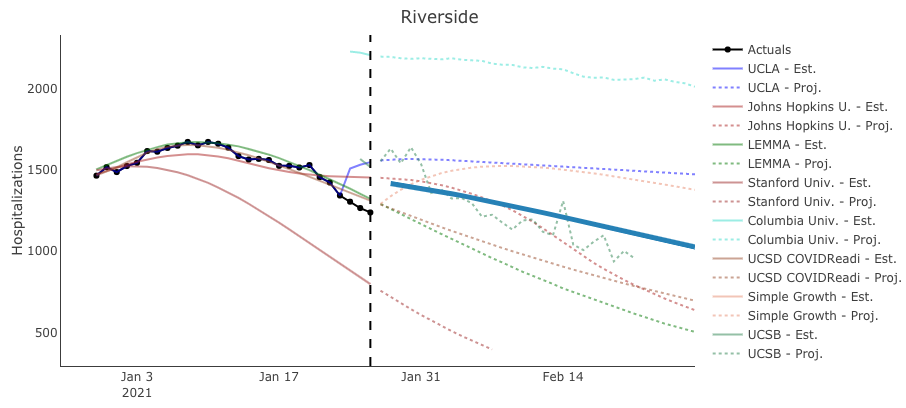 Riverside
Hospitalizations
2000
1500
1000
500
Jan 3
2021
Jan 17
Jan 31
Feb 14
Actuals
UCLA - Est.
UCLA - Proj.
Johns Hopkins U. - Est.
Johns Hopkins U. - Proj.
LEMMA - Est.
LEMMA - Proj.
Stanford Univ. - Est.
Stanford Univ. - Proj.
Columbia Univ. - Est.
Columbia Univ. - Proj.
UCSD COVIDReadi - Est.
UCSD COVIDReadi - Proj.
Simple Growth - Est.
Simple Growth - Proj.
UCSB - Est.
UCSB - Proj.